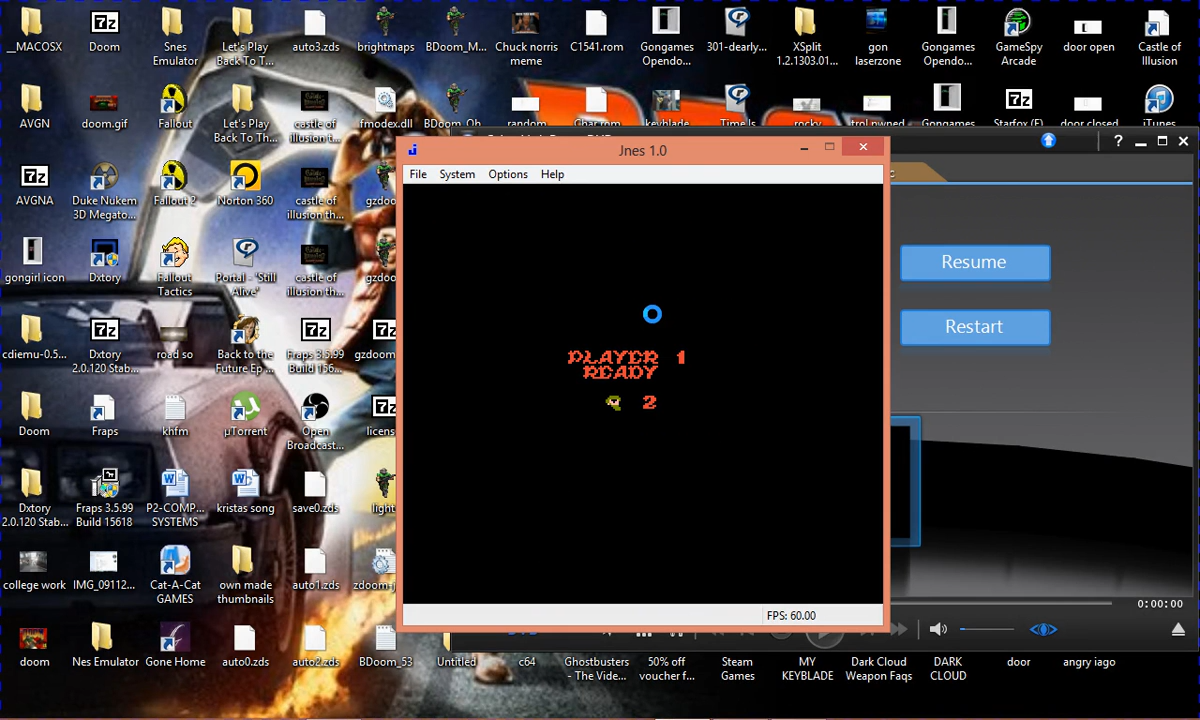 __MACOSX
Doom
Snes
Emulator
Let's Play
Back To T...
auto3.zds
brightmaps
BDoom_M...
Chuck norris
meme
C1541.rom
Gongames
Opendo...
301-dearly...
XSplit
1.2.1303.01...
gon
laserzone
Gongames
Opendo...
GameSpy
Arcade
door open
Castle of
Illusion
AVGN
doom.gif
Fallout
Let's Play
Back To Th...
castle of
illusion t...
fmodex.dll
BDoom_Oh
random
Char.rom
keyblade
Time.Is
rocky
trol pwned
Gongames
Starfox (E)
door closed
iTunes
Jnes 1.0
File System Options Help
AVGNA
Duke Nukem
3D Megato...
Fallout 2
Norton 360
castle of
illusion th...
gzdo
gongirl icon
Dxtory
Fallout
Tactics
Portal - 'Still
Alive'
castle of
illusion th...
gzdoo
Resume
Restart
PLAYER 1
READY
2
cdiemu-0.5...
Dxtory
2.0.120 Stab...
road so
Back to the
Future Ep ...
Fraps 3.5.99
Build 156...
gzdoom
Doom
Fraps
khfm
µTorrent
Open
Broadcast...
licens
Dxtory
2.0.120 Stab...
Fraps 3.5.99
Build 15618
P2-COMP...
SYSTEMS
kristas song
save0.zds
light
college work
IMG_09112...
Cat-A-Cat
GAMES
own made
thumbnails
auto1.zds
zdoom-
FPS: 60.00
0:00:00
doom
Nes Emulator
Gone Home
auto0.zds
auto2.zds
BDoom_53
Untitled
c64
Ghostbusters
- The Vide...
50% off
voucher f...
Steam
Games
MY
KEYBLADE
Dark Cloud
Weapon Faqs
DARK
CLOUD
door
angry iago